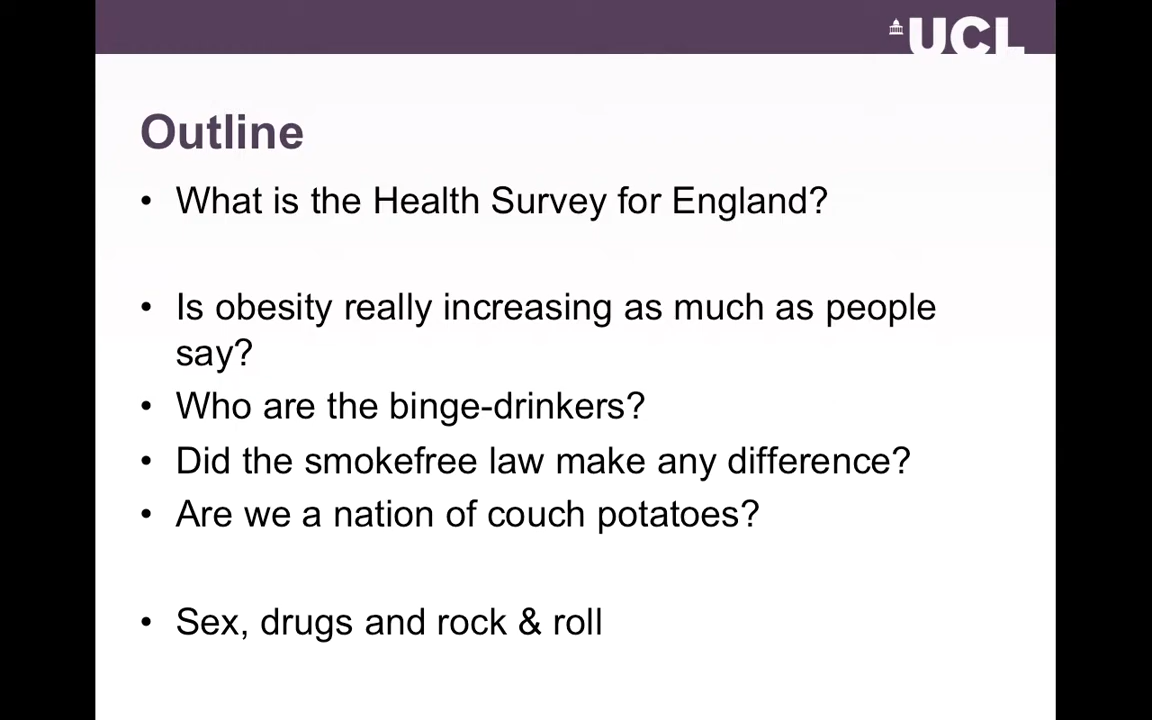 UCL
Outline
• What is the Health Survey for England?
• Is obesity really increasing as much as people
say?
• Who are the binge-drinkers?
• Did the smokefree law make any difference?
• Are we a nation of couch potatoes?
• Sex, drugs and rock & roll